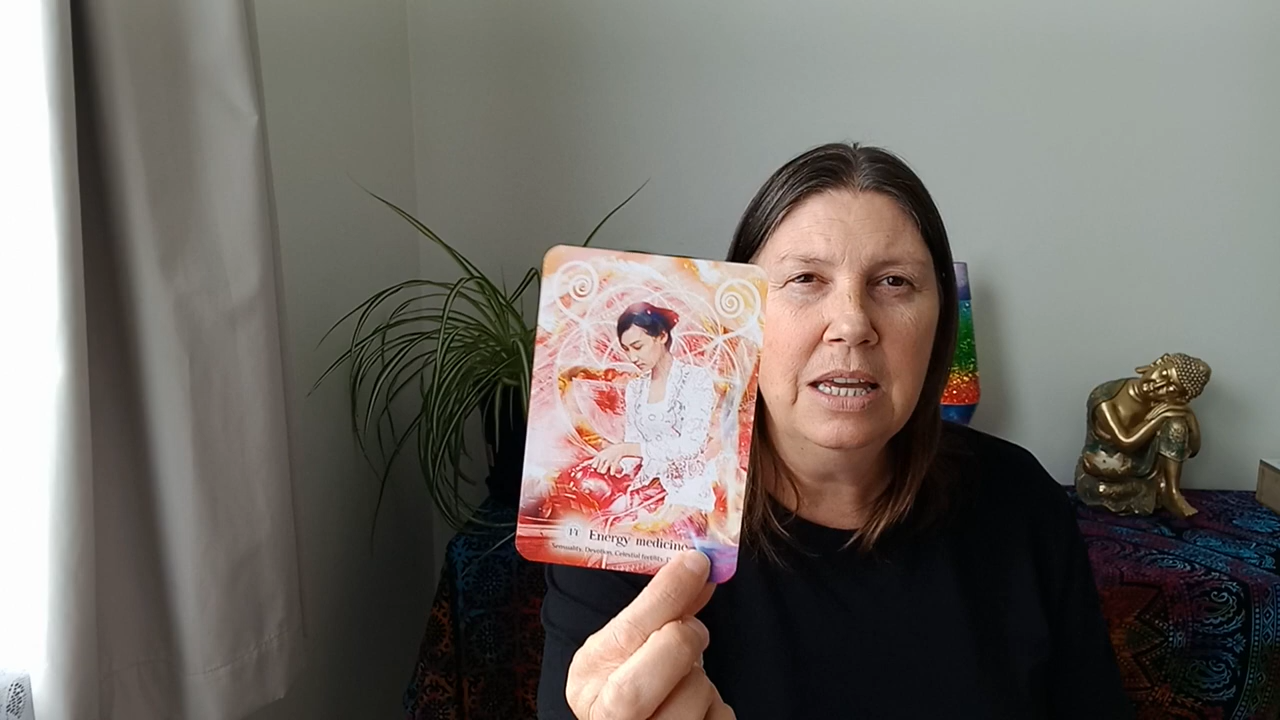 Energy medicine
Sensuality, Devotion, Celestial fertility,